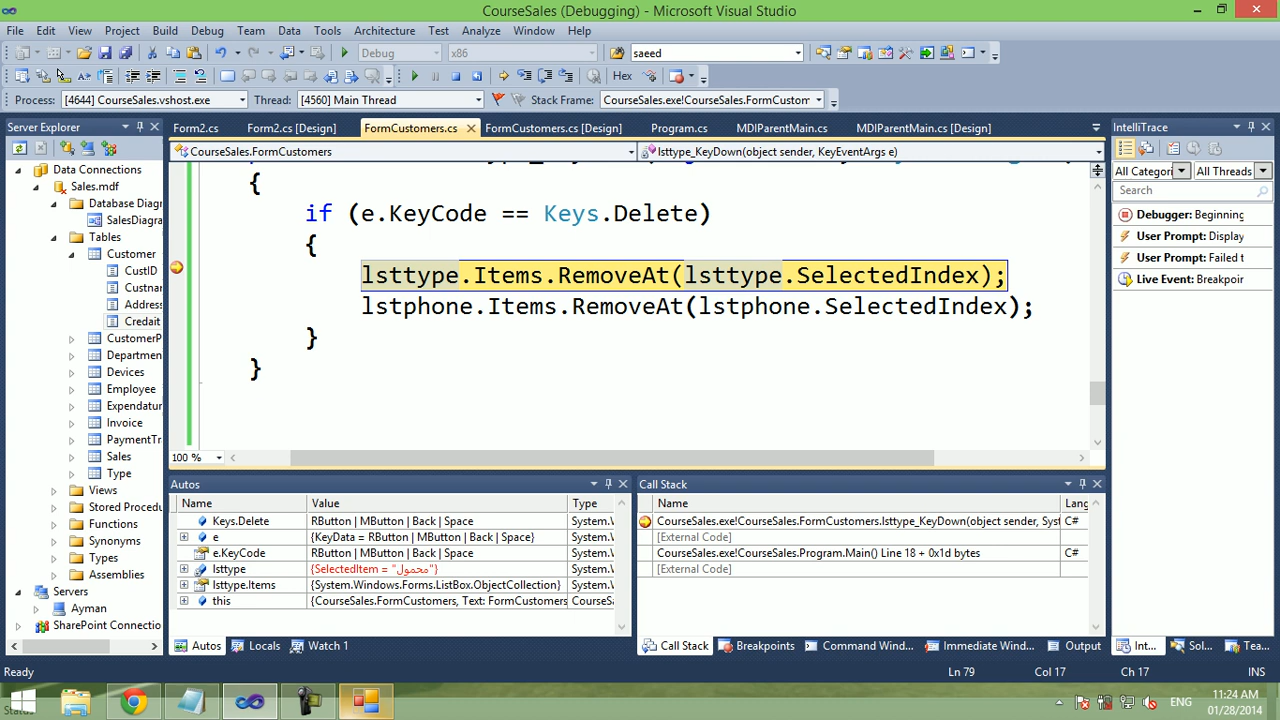 CourseSales (Debugging) - Microsoft Visual Studio
File Edit View Project Build Debug Team Data Tools Architecture Test Analyze Window Help
Debug x86 saeed
Hex
Process: [4644] CourseSales.vshost.exe Thread: [4560] Main Thread Stack Frame: CourseSales.exe!CourseSales.FormCustom
Server Explorer
Form2.cs Form2.cs [Design] FormCustomers.cs FormCustomers.cs [Design] Program.cs MDIParentMain.cs MDIParentMain.cs [Design]
IntelliTrace
CourseSales.FormCustomers lsttype_KeyDown(object sender, KeyEventArgs e)
Data Connections
Sales.mdf
Database Diagra
SalesDiagra
Tables
Customer
CustID
Custnar
Address
Credait
CustomerP
Departmen
Devices
Employee
Expendatur
Invoice
PaymentTr
Sales
Type
Views
Stored Procedu
Functions
Synonyms
Types
Assemblies
Servers
Ayman
SharePoint Connectio
{
if (e.KeyCode == Keys.Delete)
{
lsttype.Items.RemoveAt(lsttype.SelectedIndex);
lstphone.Items.RemoveAt(lstphone.SelectedIndex);
}
}
100 %
All Categori All Threads
Search
Debugger: Beginning
User Prompt: Display
User Prompt: Failed t
Live Event: Breakpoir
Autos
Name Value Type
Keys.Delete RButton | MButton | Back | Space System.W
e {KeyData = RButton | MButton | Back | Space} System.W
e.KeyCode RButton | MButton | Back | Space System.W
lsttype {SelectedItem = "محمول"} System.W
lsttype.Items {System.Windows.Forms.ListBox.ObjectCollection} System.W
this {CourseSales.FormCustomers, Text: FormCustomers CourseSa
Autos Locals Watch 1
Call Stack
Name Lang
CourseSales.exe!CourseSales.FormCustomers.lsttype_KeyDown(object sender, Syst C#
[External Code]
CourseSales.exe!CourseSales.Program.Main() Line 18 + 0x1d bytes C#
[External Code]
Call Stack Breakpoints Command Wind... Immediate Wind... Output
Int... Sol... Tea...
Ready Ln 79 Col 17 Ch 17 INS
Status
ENG
11:24 AM
01/28/2014